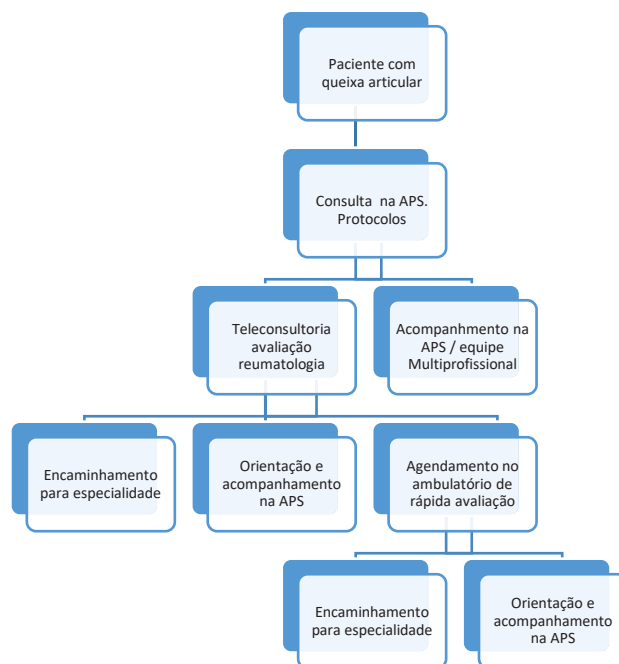 Paciente com
queixa articular
Consulta na APS.
Protocolos
Teleconsultoria
avaliação
reumatologia
Acompanhmento na
APS / equipe
Multiprofissional
Encaminhamento
para especialidade
Orientação e
acompanhamento
na APS
Agendamento no
ambulatório de
rápida avaliação
Encaminhamento
para especialidade
Orientação e
acompanhamento
na APS